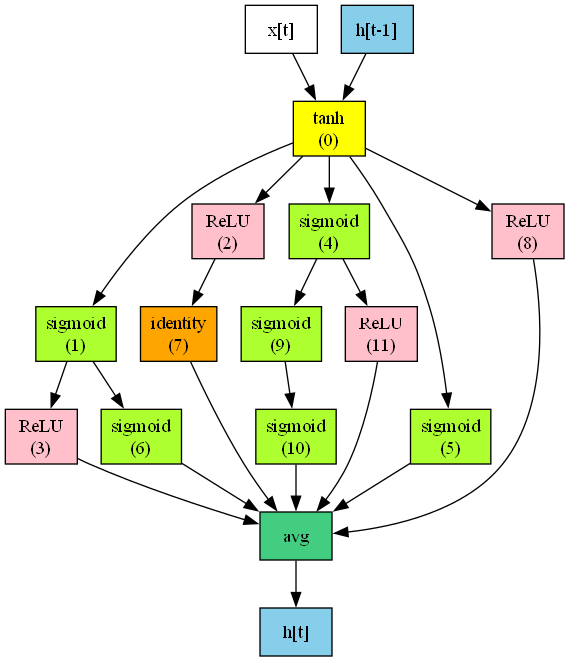 x[t]
h[t-1]
tanh
(0)
ReLU
(2)
sigmoid
(4)
ReLU
(8)
sigmoid
(1)
identity
(7)
sigmoid
(9)
ReLU
(11)
ReLU
(3)
sigmoid
(6)
sigmoid
(10)
sigmoid
(5)
avg
h[t]